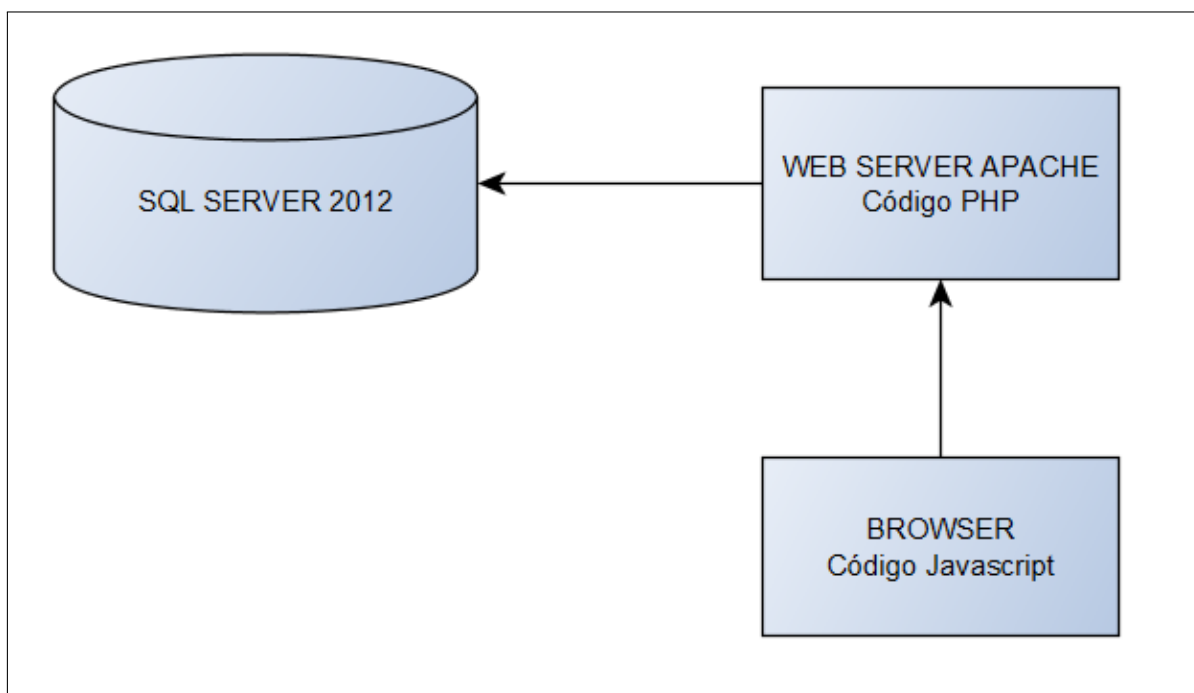 SQL SERVER 2012
WEB SERVER APACHE
Código PHP
BROWSER
Código Javascript